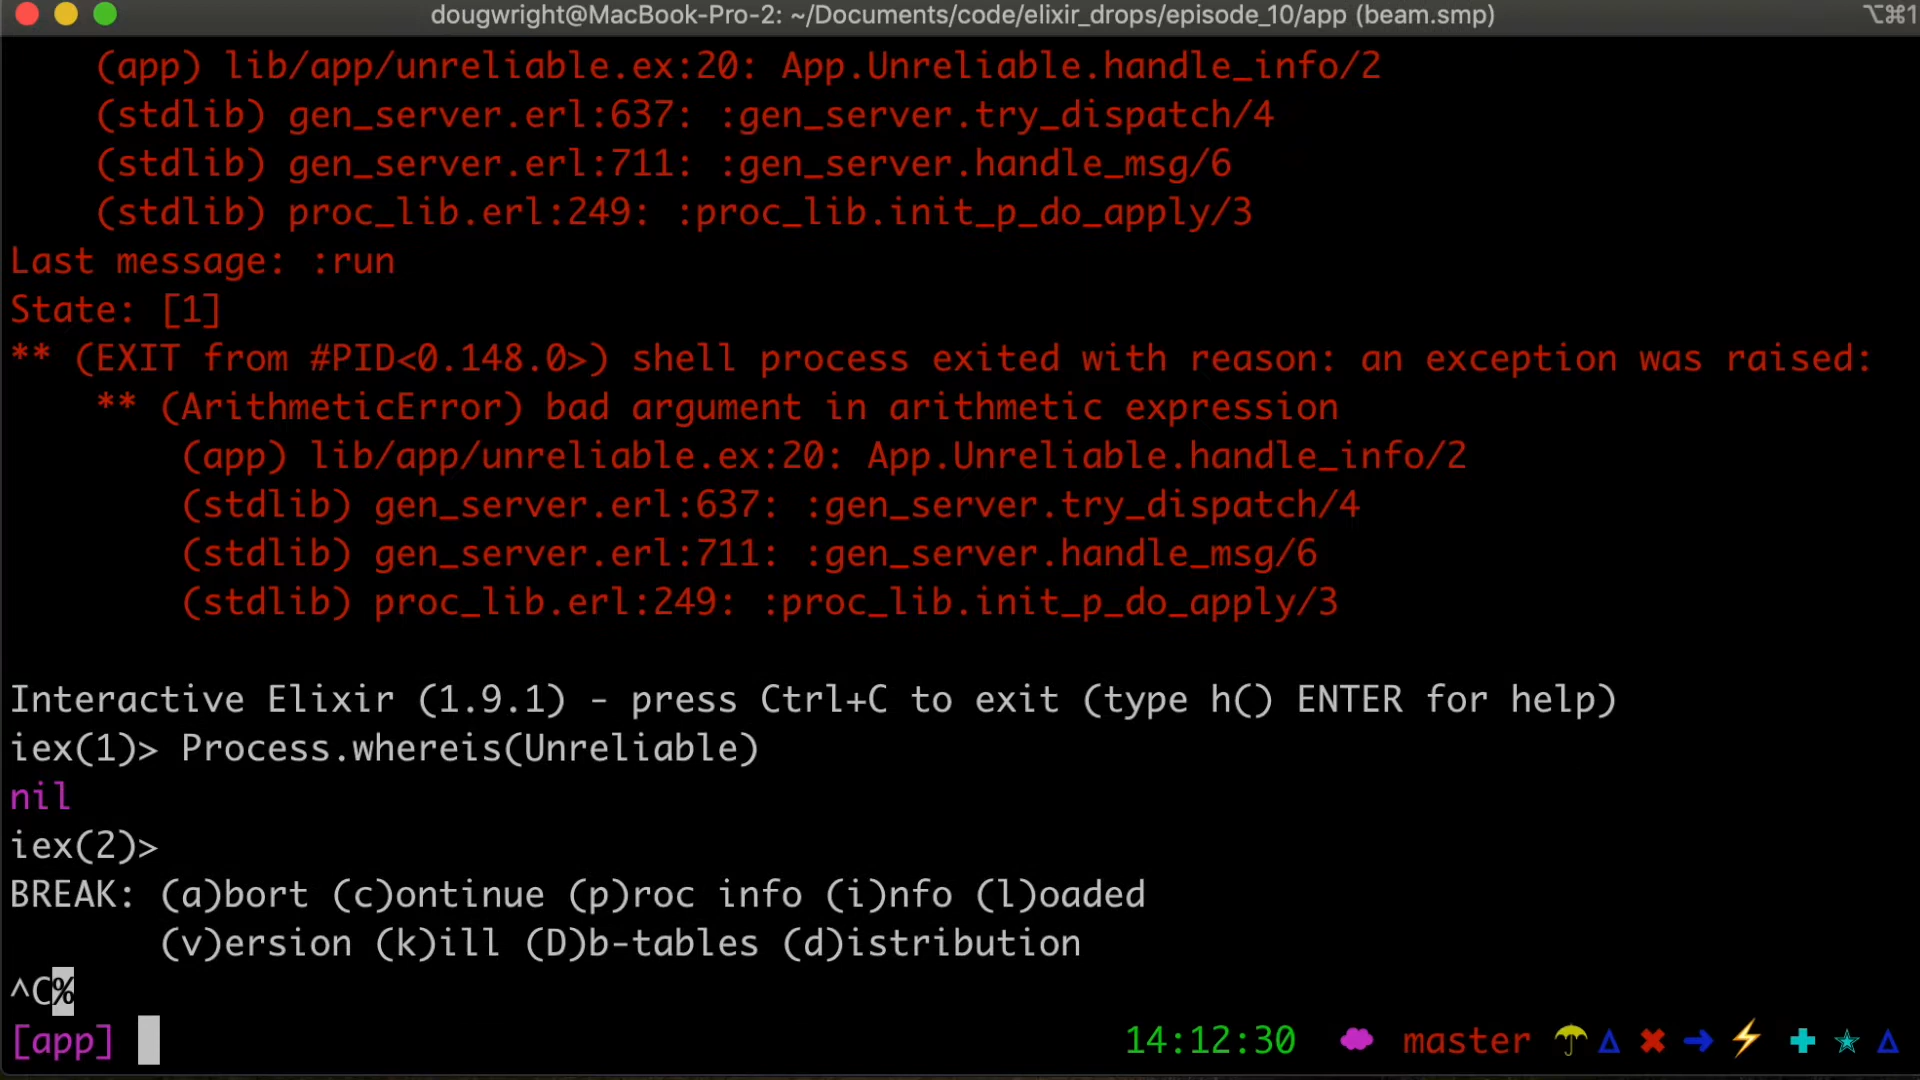 dougwright@MacBook-Pro-2: ~/Documents/code/elixir_drops/episode_10/app (beam.smp)
⌥⌘1
(app) lib/app/unreliable.ex:20: App.Unreliable.handle_info/2
(stdlib) gen_server.erl:637: :gen_server.try_dispatch/4
(stdlib) gen_server.erl:711: :gen_server.handle_msg/6
(stdlib) proc_lib.erl:249: :proc_lib.init_p_do_apply/3
Last message: :run
State: [1]
** (EXIT from #PID<0.148.0>) shell process exited with reason: an exception was raised:
** (ArithmeticError) bad argument in arithmetic expression
(app) lib/app/unreliable.ex:20: App.Unreliable.handle_info/2
(stdlib) gen_server.erl:637: :gen_server.try_dispatch/4
(stdlib) gen_server.erl:711: :gen_server.handle_msg/6
(stdlib) proc_lib.erl:249: :proc_lib.init_p_do_apply/3
Interactive Elixir (1.9.1) - press Ctrl+C to exit (type h() ENTER for help)
iex(1)> Process.whereis(Unreliable)
nil
iex(2)>
BREAK: (a)bort (c)ontinue (p)roc info (i)nfo (l)oaded
(v)ersion (k)ill (D)b-tables (d)istribution
^C%
[app] 14:12:30 master